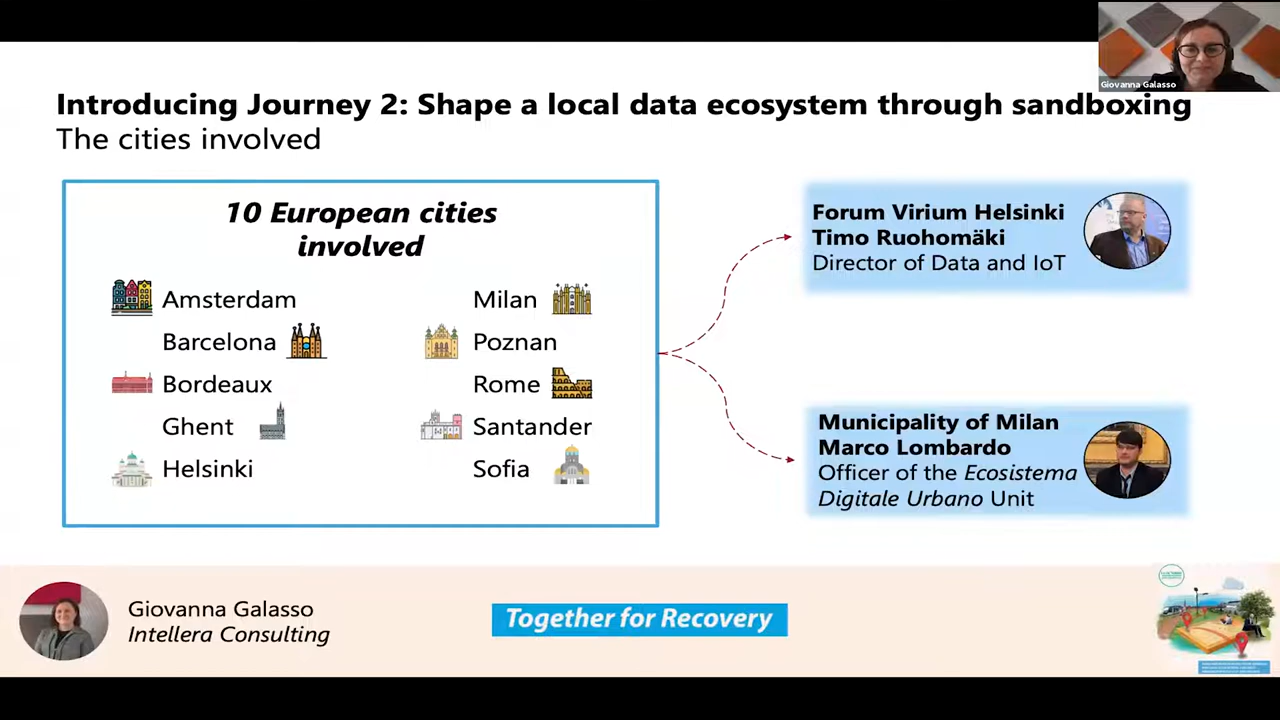 Giovanna Galasso
Introducing Journey 2: Shape a local data ecosystem through sandboxing
The cities involved
10 European cities
involved
Amsterdam
Barcelona
Bordeaux
Ghent
Helsinki
Milan
Poznan
Rome
Santander
Sofia
Forum Virium Helsinki
Timo Ruohomäki
Director of Data and IoT
Municipality of Milan
Marco Lombardo
Officer of the Ecosistema
Digitale Urbano Unit
Giovanna Galasso
Intellera Consulting
Together for Recovery